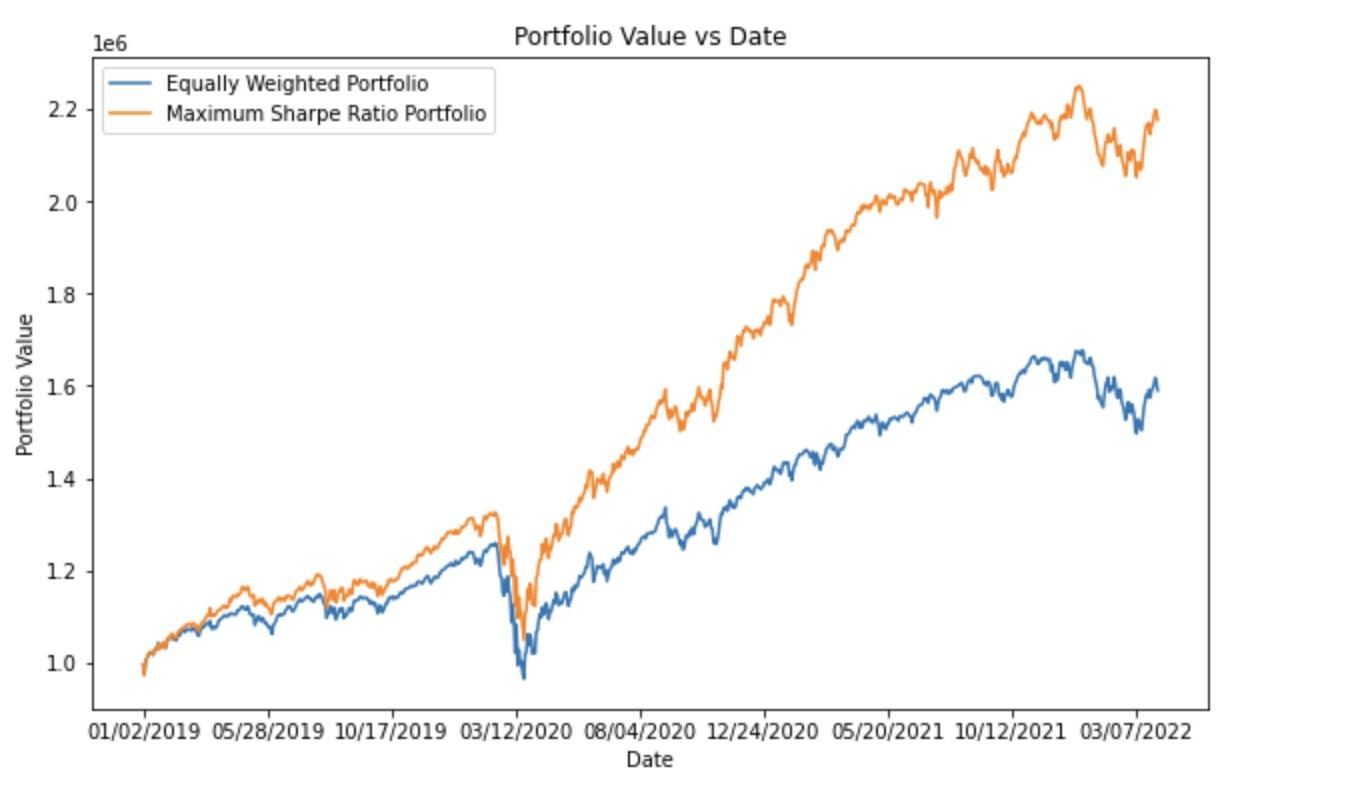 Portfolio Value vs Date
1e6
Equally Weighted Portfolio
Maximum Sharpe Ratio Portfolio
2.2
2.0
1.8
1.6
1.4
1.2
1.0
Portfolio Value
01/02/2019 05/28/2019 10/17/2019 03/12/2020 08/04/2020 12/24/2020 05/20/2021 10/12/2021 03/07/2022
Date